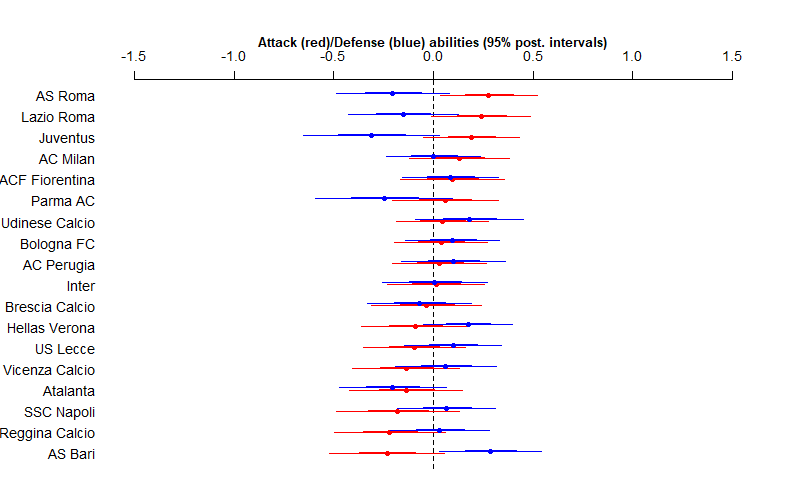 Attack (red)/Defense (blue) abilities (95% post. intervals)
-1.5 -1.0 -0.5 0.0 0.5 1.0 1.5
AS Roma
Lazio Roma
Juventus
AC Milan
ACF Fiorentina
Parma AC
Udinese Calcio
Bologna FC
AC Perugia
Inter
Brescia Calcio
Hellas Verona
US Lecce
Vicenza Calcio
Atalanta
SSC Napoli
Reggina Calcio
AS Bari